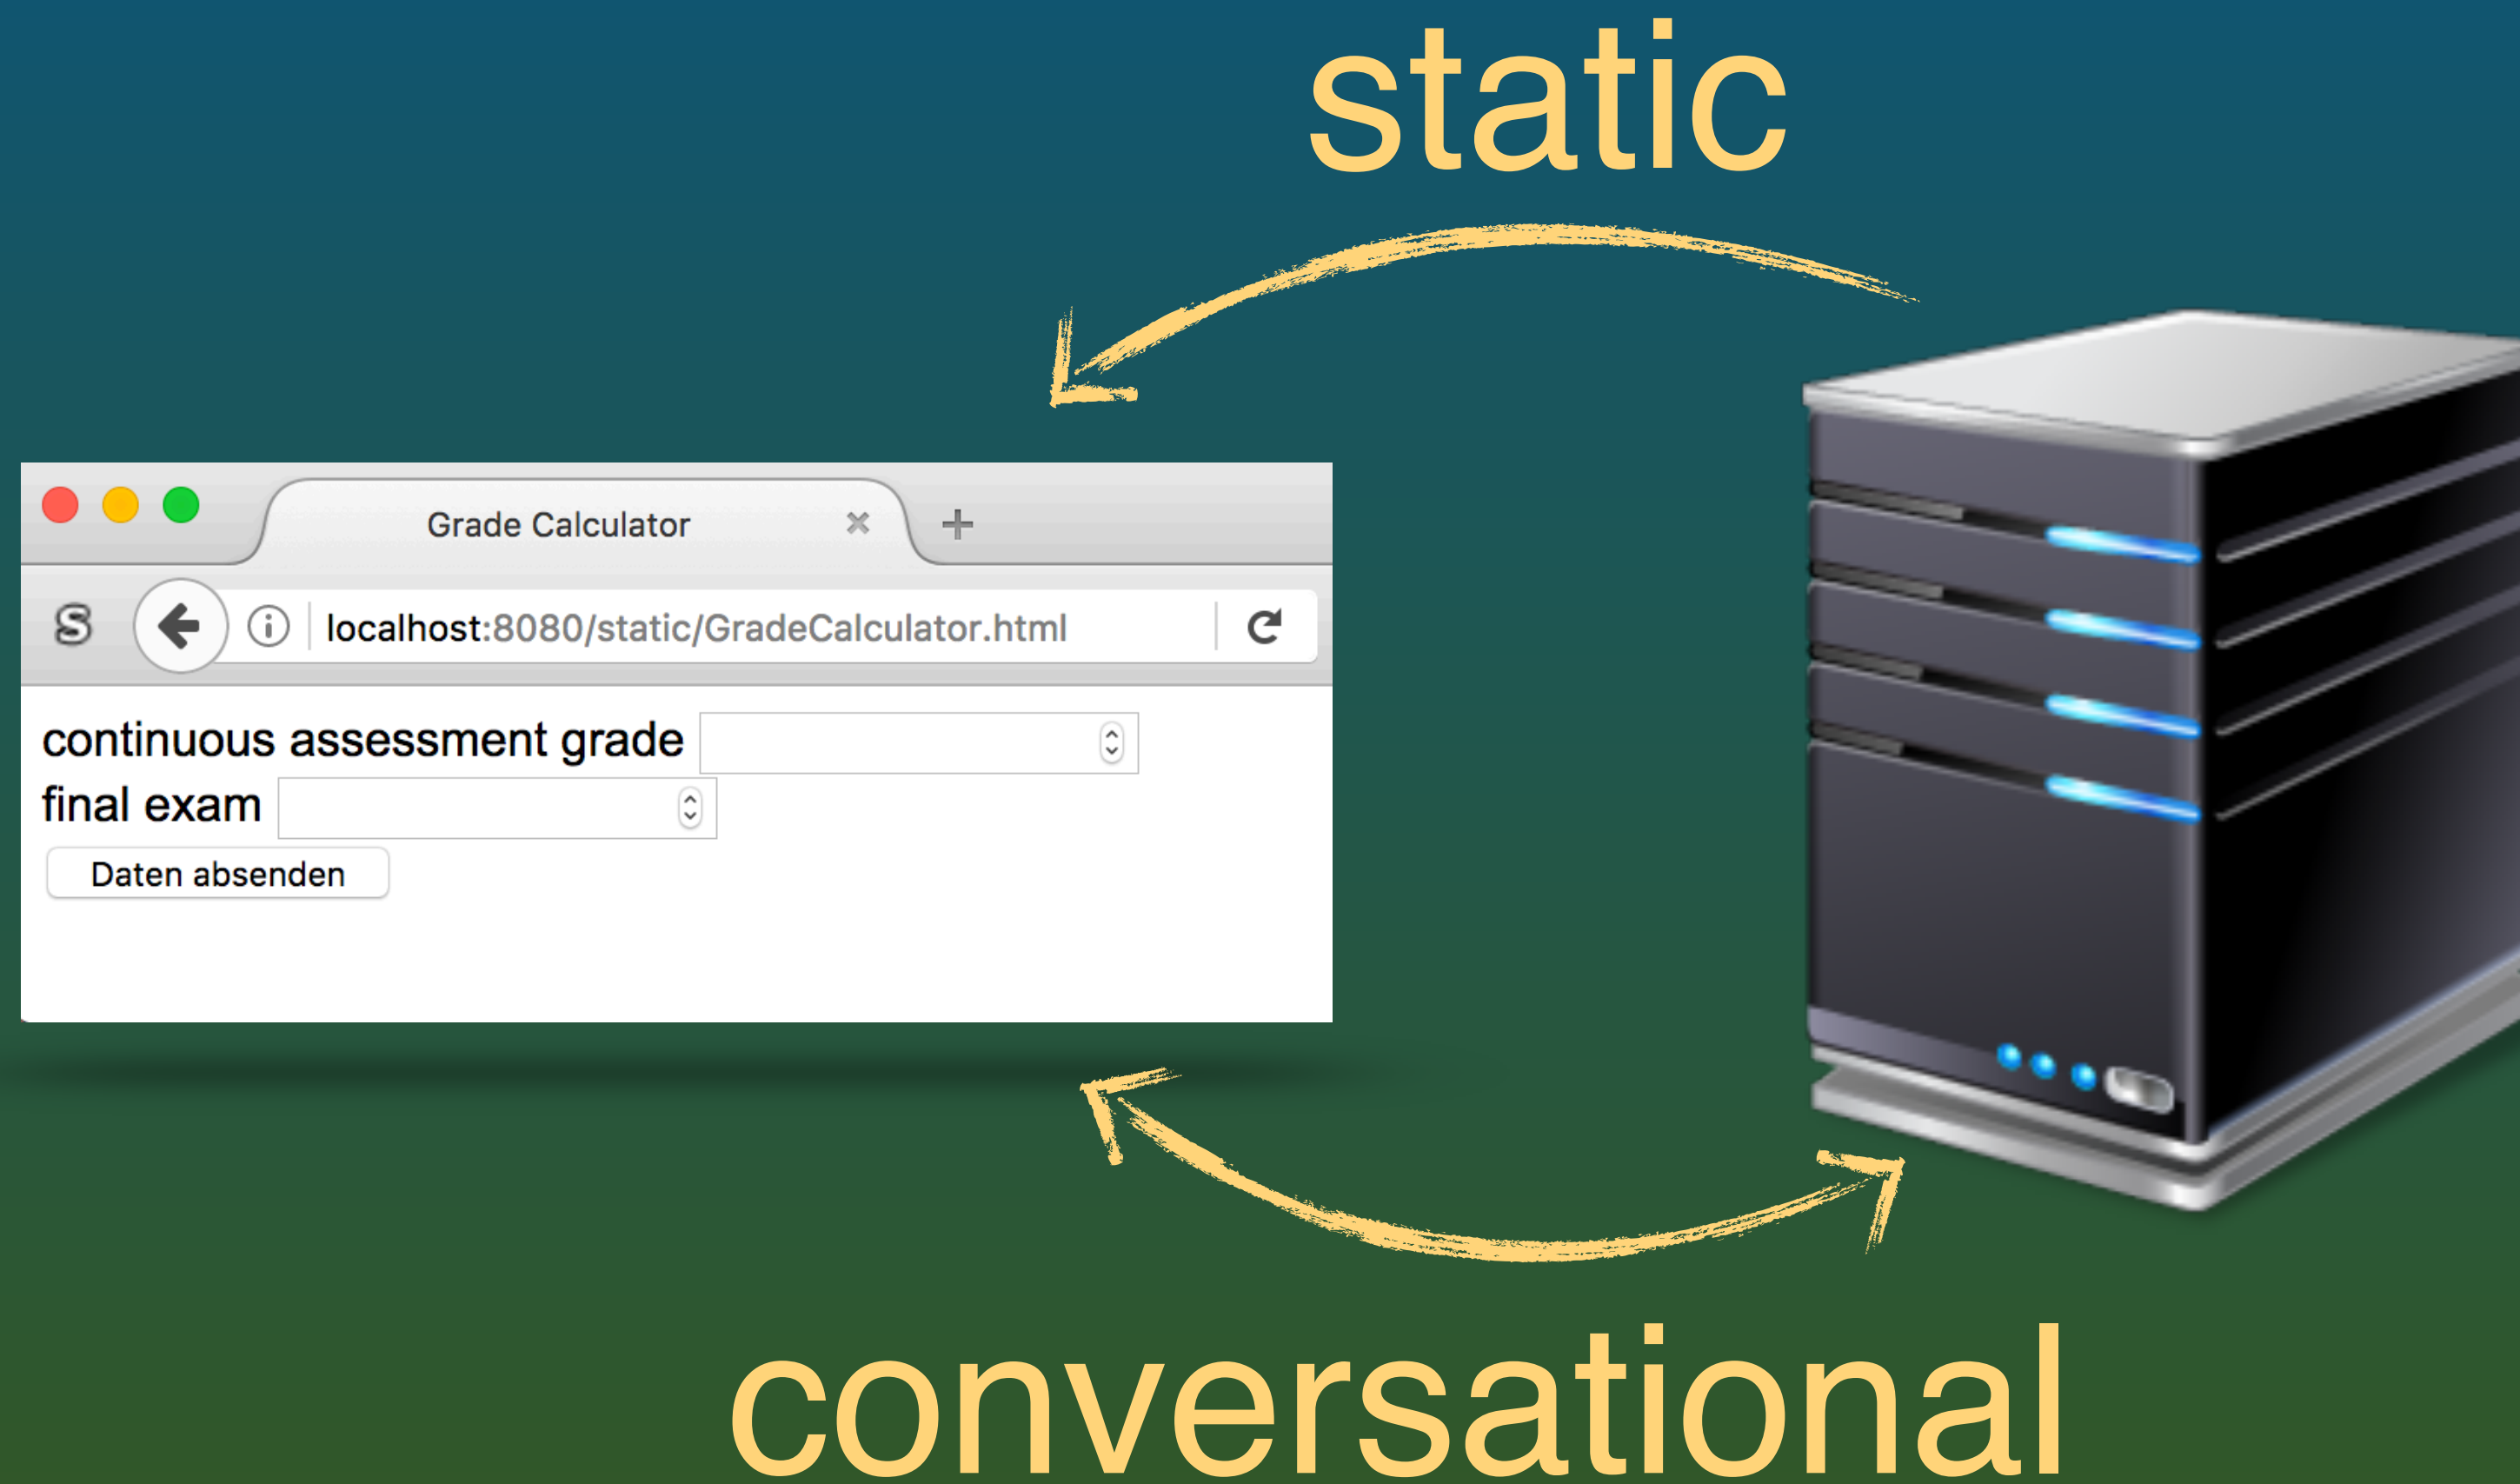 static
Grade Calculator
localhost:8080/static/GradeCalculator.html
continuous assessment grade
final exam
Daten absenden
conversational